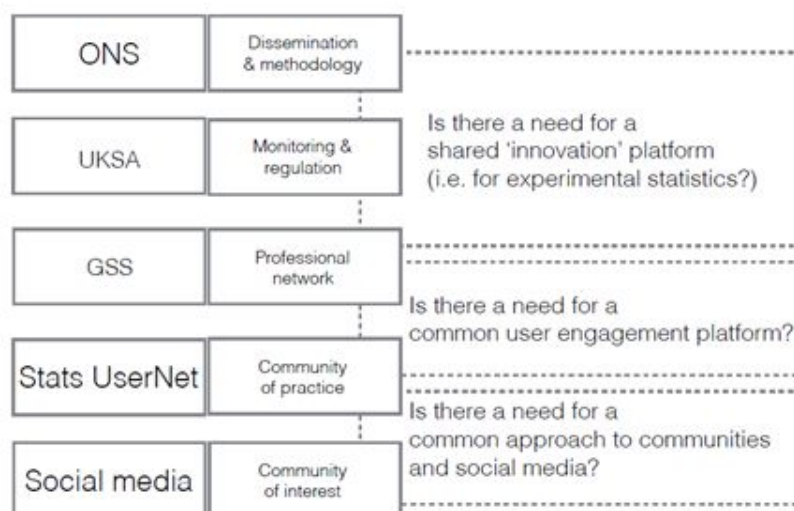 ONS
Dissemination
& methodology
UKSA
Monitoring &
regulation
Is there a need for a
shared 'innovation' platform
(i.e. for experimental statistics?)
GSS
Professional
network
Is there a need for a
common user engagement platform?
Stats UserNet
Community
of practice
Is there a need for a
common approach to communities
and social media?
Social media
Community
of interest